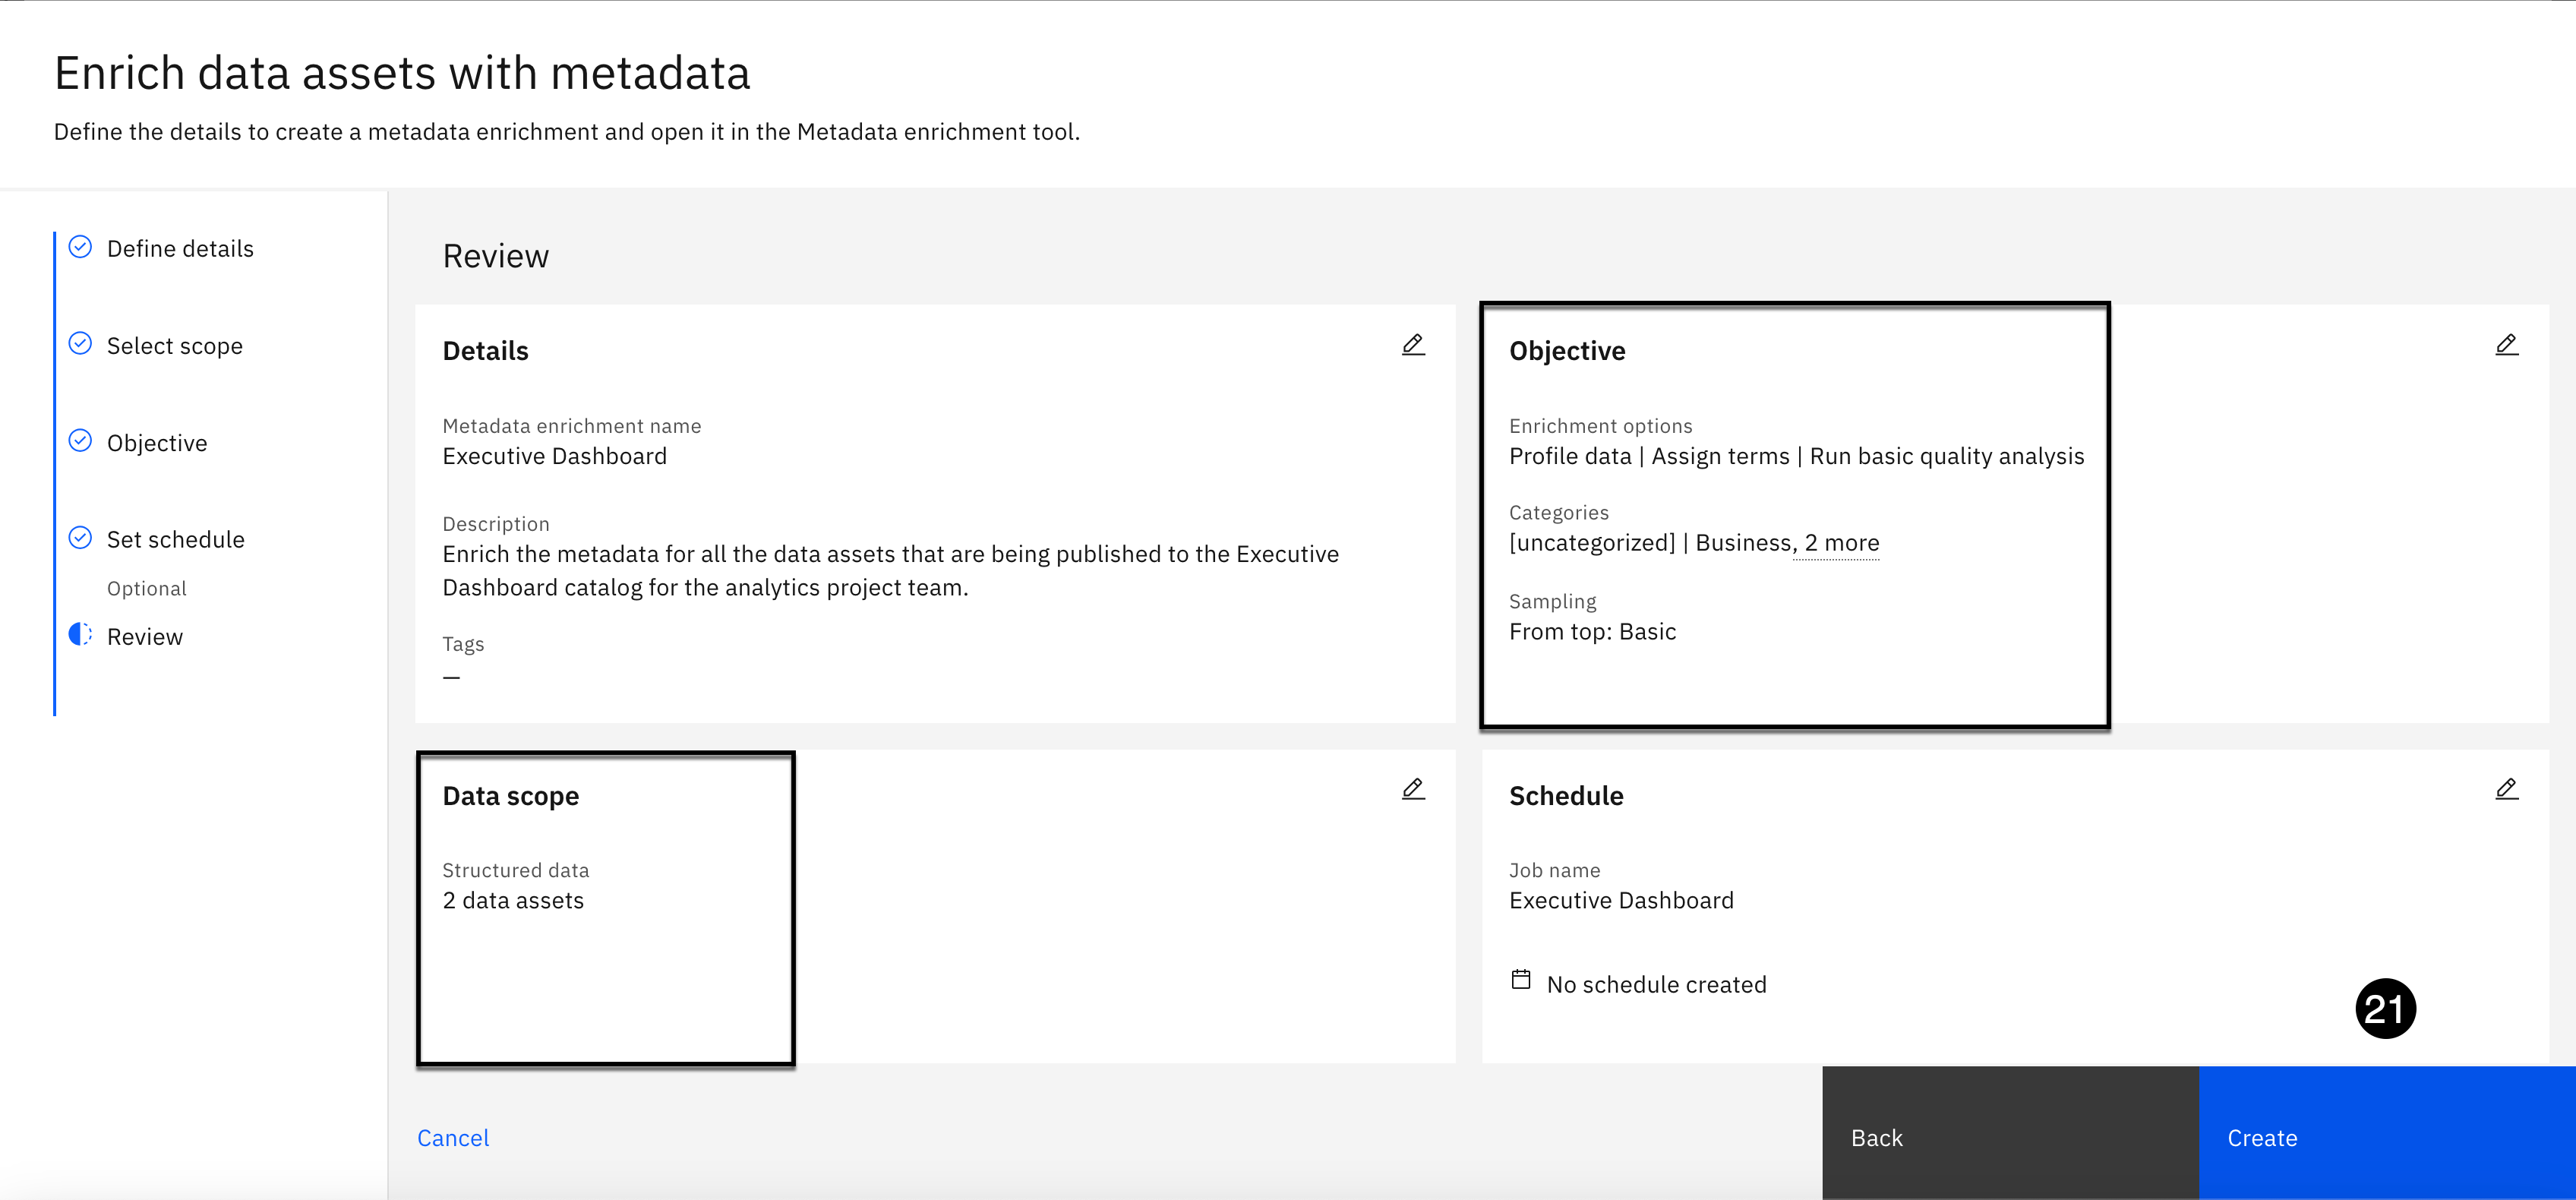 Enrich data assets with metadata
Define the details to create a metadata enrichment and open it in the Metadata enrichment tool.
Define details
Select scope
Objective
Set schedule
Optional
Review
Review
Details
Metadata enrichment name
Executive Dashboard
Description
Enrich the metadata for all the data assets that are being published to the Executive
Dashboard catalog for the analytics project team.
Tags
—
Objective
Enrichment options
Profile data | Assign terms | Run basic quality analysis
Categories
[uncategorized] | Business, 2 more
Sampling
From top: Basic
Data scope
Structured data
2 data assets
Schedule
Job name
Executive Dashboard
No schedule created
21
Cancel
Back
Create